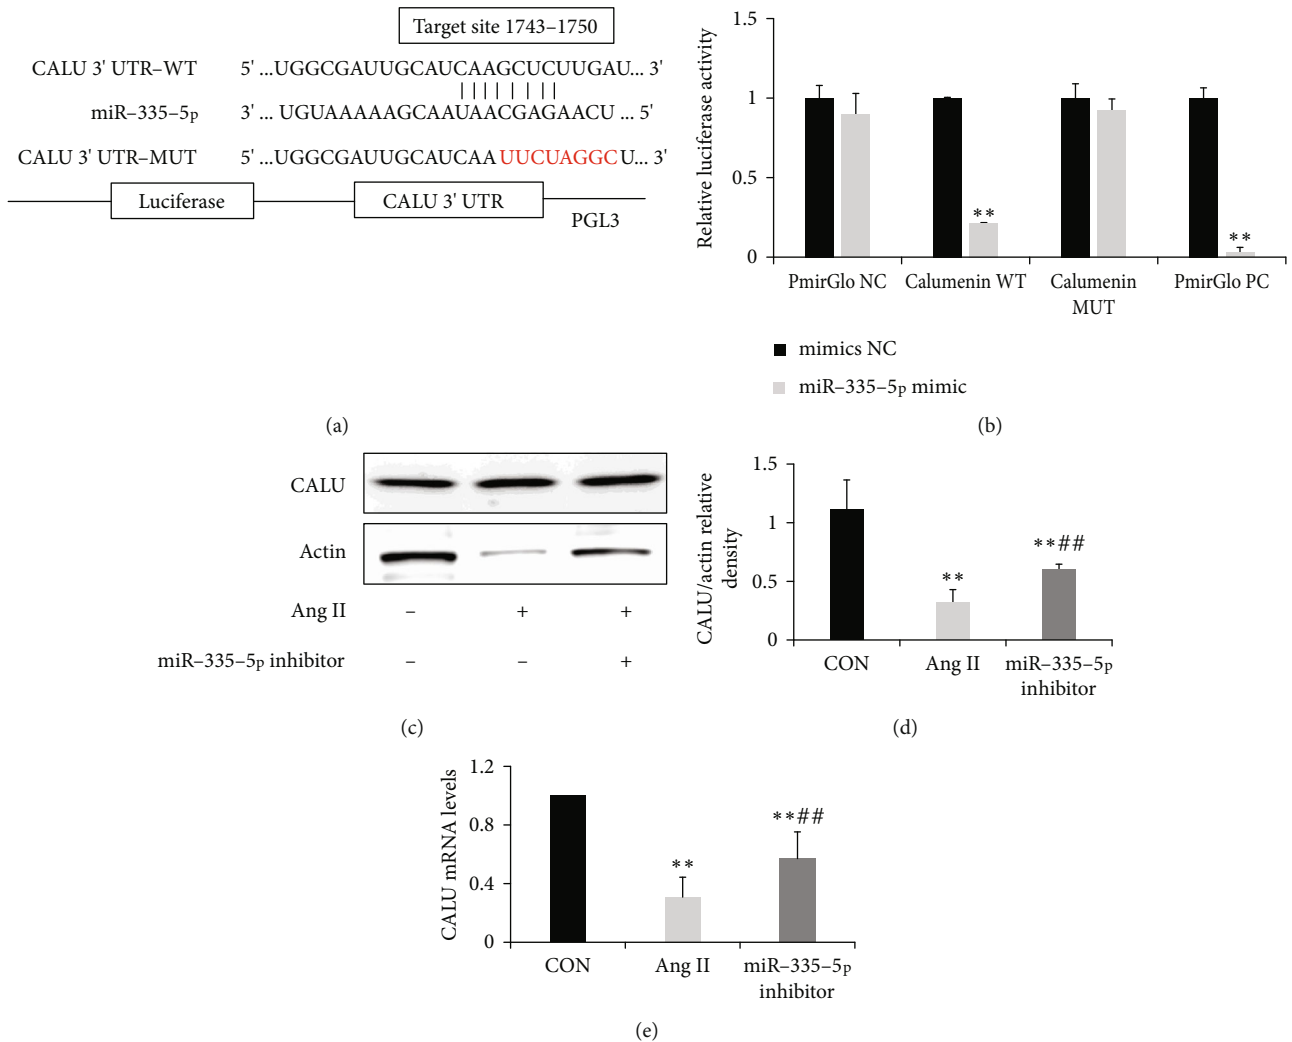 Target site 1743–1750
CALU 3' UTR–WT 5' ...UGGCGAUUGCAUCAAGCUCUUGAU... 3'
miR–335–5p 3' ... UGUAAAAAGCAAUAACGAGAACU ... 5'
CALU 3' UTR–MUT 5' ...UGGCGAUUGCAUCAA UUCUAGGCU... 3'
Luciferase CALU 3' UTR PGL3
(a)
Relative luciferase activity
1.5
1
0.5
0
**
**
PmirGlo NC Calumenin WT Calumenin MUT PmirGlo PC
mimics NC
miR–335–5p mimic
(b)
CALU
Actin
Ang II – + +
miR–335–5p inhibitor – – +
(c)
CALU/actin relative
density
1.5
1
0.5
0
**
**##
CON Ang II miR–335–5p
inhibitor
(d)
CALU mRNA levels
1.2
0.8
0.4
0
**
**##
CON Ang II miR–335–5p
inhibitor
(e)